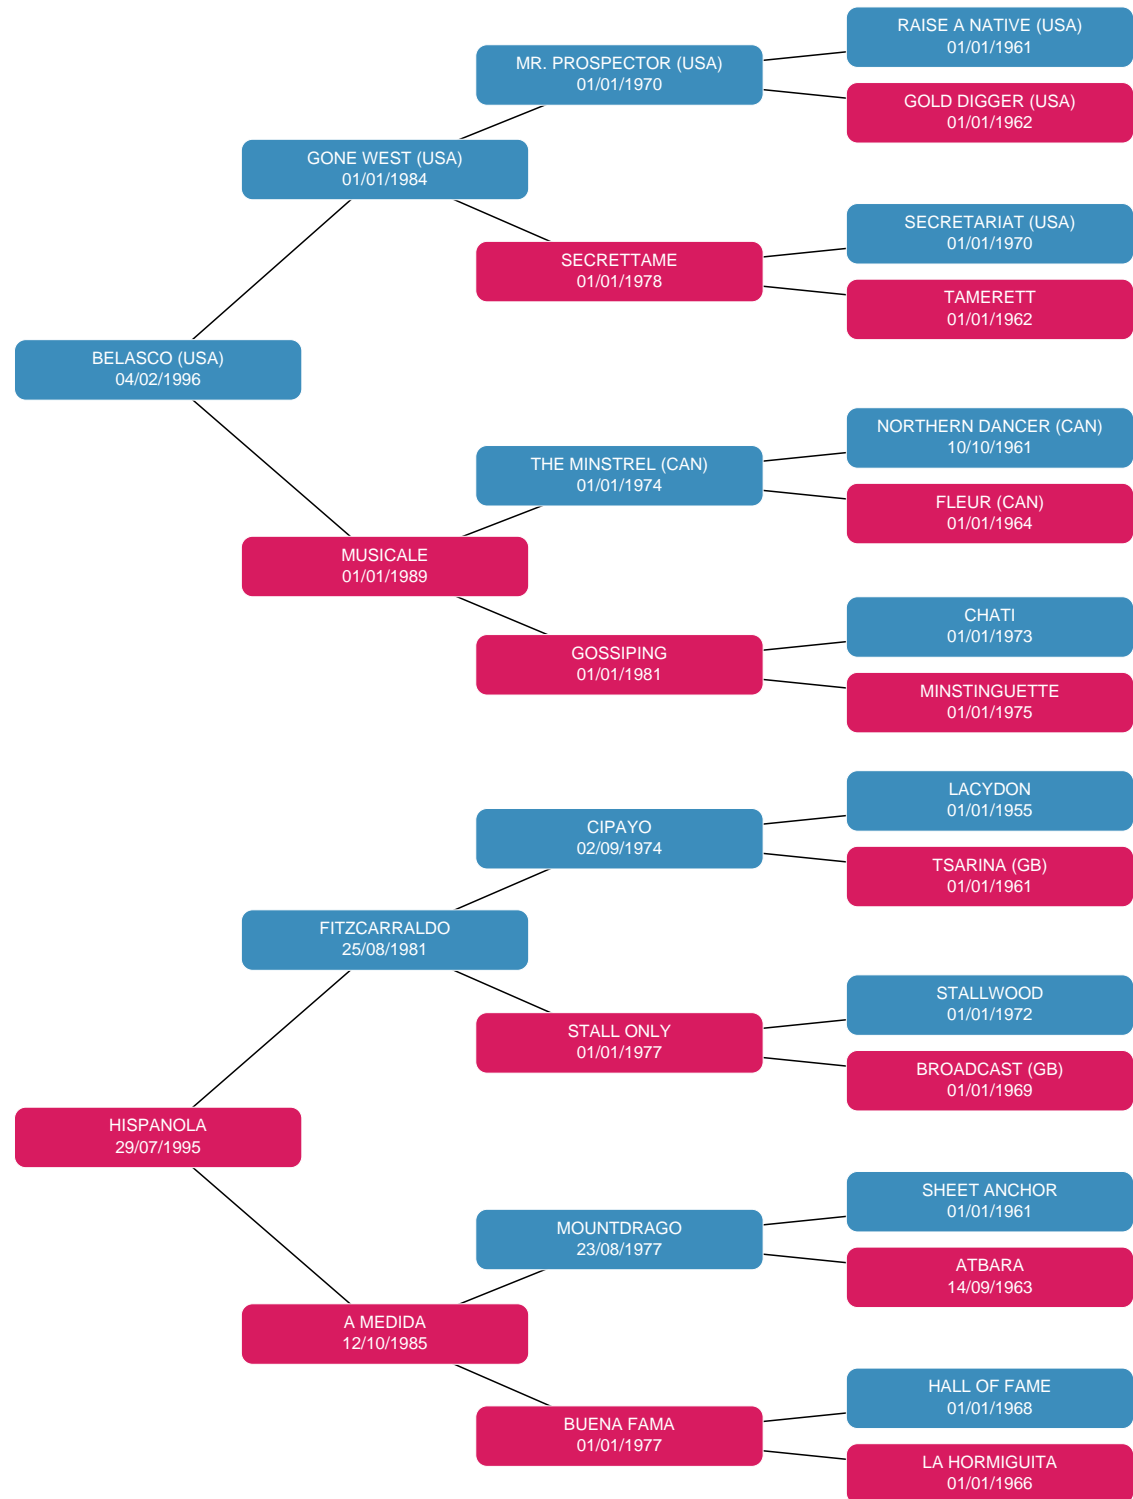 RAISE A NATIVE (USA)
01/01/1961
MR. PROSPECTOR (USA)
01/01/1970
GOLD DIGGER (USA)
01/01/1962
GONE WEST (USA)
01/01/1984
SECRETARIAT (USA)
01/01/1970
SECRETTAME
01/01/1978
TAMERETT
01/01/1962
BELASCO (USA)
04/02/1996
NORTHERN DANCER (CAN)
10/10/1961
THE MINSTREL (CAN)
01/01/1974
FLEUR (CAN)
01/01/1964
MUSICALE
01/01/1989
CHATI
01/01/1973
GOSSIPING
01/01/1981
MINSTINGUETTE
01/01/1975
LACYDON
01/01/1955
CIPAYO
02/09/1974
TSARINA (GB)
01/01/1961
FITZCARRALDO
25/08/1981
STALLWOOD
01/01/1972
STALL ONLY
01/01/1977
BROADCAST (GB)
01/01/1969
HISPANOLA
29/07/1995
SHEET ANCHOR
01/01/1961
MOUNTDRAGO
23/08/1977
ATBARA
14/09/1963
A MEDIDA
12/10/1985
HALL OF FAME
01/01/1968
BUENA FAMA
01/01/1977
LA HORMIGUITA
01/01/1966